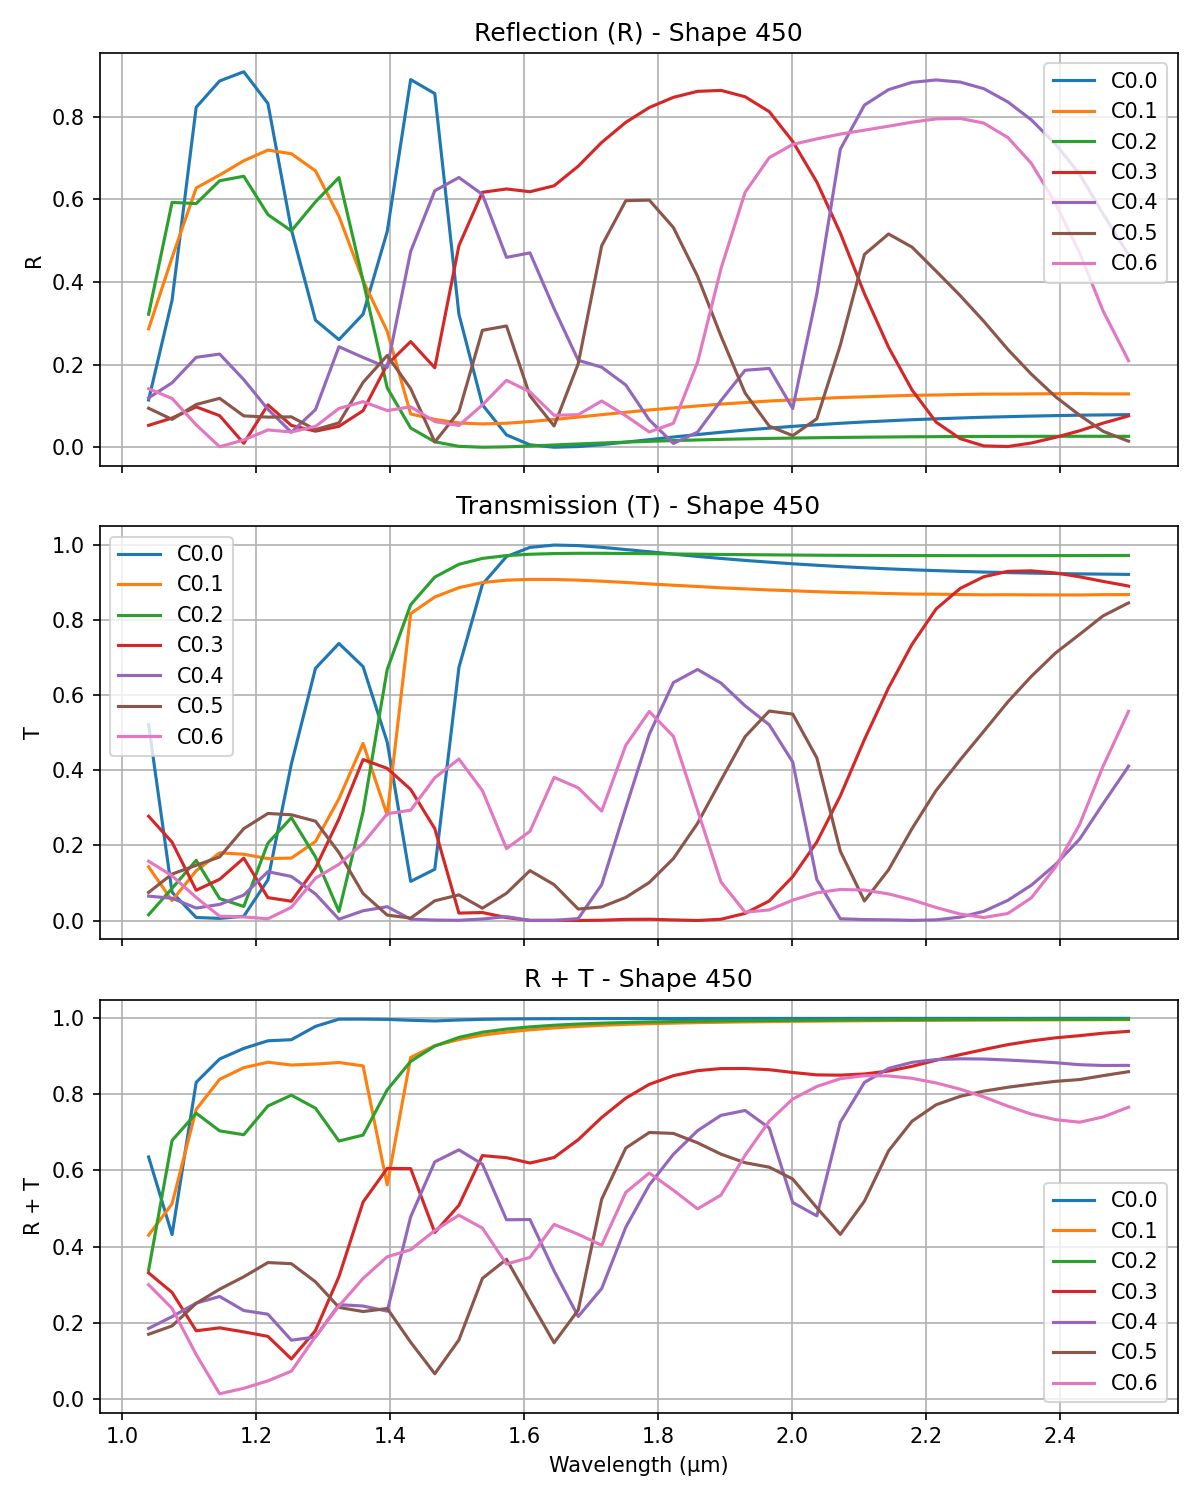 Reflection (R) - Shape 450
R
0.8
0.6
0.4
0.2
0.0
C0.0
C0.1
C0.2
C0.3
C0.4
C0.5
C0.6
Transmission (T) - Shape 450
T
1.0
0.8
0.6
0.4
0.2
0.0
C0.0
C0.1
C0.2
C0.3
C0.4
C0.5
C0.6
R + T - Shape 450
R + T
1.0
0.8
0.6
0.4
0.2
0.0
C0.0
C0.1
C0.2
C0.3
C0.4
C0.5
C0.6
1.0 1.2 1.4 1.6 1.8 2.0 2.2 2.4
Wavelength (μm)